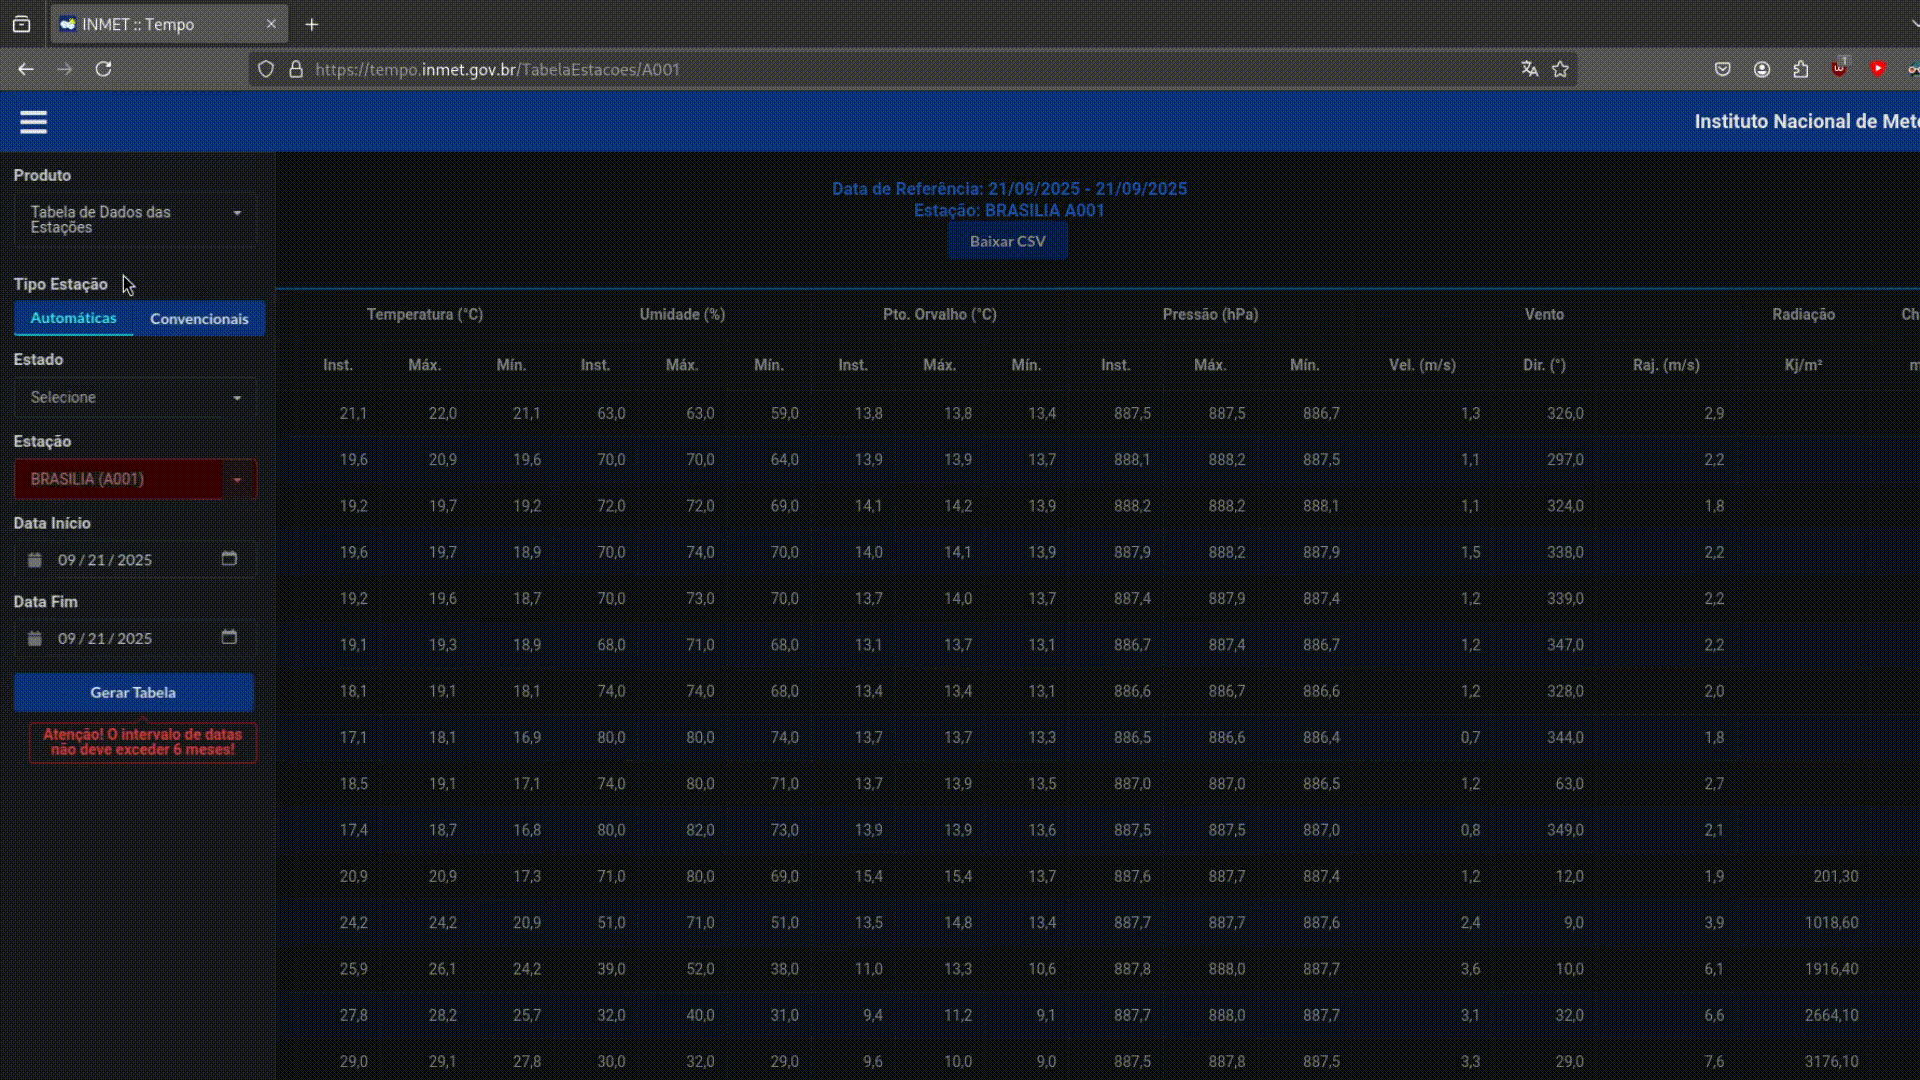 INMET :: Tempo
https://tempo.inmet.gov.br/TabelaEstacoes/A001
1
Instituto Nacional de Mete
Produto
Tabela de Dados das
Estações
Tipo Estação
Automáticas Convencionais
Estado
Selecione
Estação
BRASILIA (A001)
Data Início
09 / 21 / 2025
Data Fim
09 / 21 / 2025
Gerar Tabela
Atenção! O intervalo de datas
não deve exceder 6 meses!
Data de Referência: 21/09/2025 - 21/09/2025
Estação: BRASILIA A001
Baixar CSV
Temperatura (°C) Umidade (%) Pto. Orvalho (°C) Pressão (hPa) Vento Radiação Ch
Inst. Máx. Mín. Inst. Máx. Mín. Inst. Máx. Mín. Inst. Máx. Mín. Vel. (m/s) Dir. (°) Raj. (m/s) Kj/m² m
21,1 22,0 21,1 63,0 63,0 59,0 13,8 13,8 13,4 887,5 887,5 886,7 1,3 326,0 2,9
19,6 20,9 19,6 70,0 70,0 64,0 13,9 13,9 13,7 888,1 888,2 887,5 1,1 297,0 2,2
19,2 19,7 19,2 72,0 72,0 69,0 14,1 14,2 13,9 888,2 888,2 888,1 1,1 324,0 1,8
19,6 19,7 18,9 70,0 74,0 70,0 14,0 14,1 13,9 887,9 888,2 887,9 1,5 338,0 2,2
19,2 19,6 18,7 70,0 73,0 70,0 13,7 14,0 13,7 887,4 887,9 887,4 1,2 339,0 2,2
19,1 19,3 18,9 68,0 71,0 68,0 13,1 13,7 13,1 886,7 887,4 886,7 1,2 347,0 2,2
18,1 19,1 18,1 74,0 74,0 68,0 13,4 13,4 13,1 886,6 886,7 886,6 1,2 328,0 2,0
17,1 18,1 16,9 80,0 80,0 74,0 13,7 13,7 13,3 886,5 886,6 886,4 0,7 344,0 1,8
18,5 19,1 17,1 74,0 80,0 71,0 13,7 13,9 13,5 887,0 887,0 886,5 1,2 63,0 2,7
17,4 18,7 16,8 80,0 82,0 73,0 13,9 13,9 13,6 887,5 887,5 887,0 0,8 349,0 2,1
20,9 20,9 17,3 71,0 80,0 69,0 15,4 15,4 13,7 887,6 887,7 887,4 1,2 12,0 1,9 201,30
24,2 24,2 20,9 51,0 71,0 51,0 13,5 14,8 13,4 887,7 887,7 887,6 2,4 9,0 3,9 1018,60
25,9 26,1 24,2 39,0 52,0 38,0 11,0 13,3 10,6 887,8 888,0 887,7 3,6 10,0 6,1 1916,40
27,8 28,2 25,7 32,0 40,0 31,0 9,4 11,2 9,1 887,7 888,0 887,7 3,1 32,0 6,6 2664,10
29,0 29,1 27,8 30,0 32,0 29,0 9,6 10,0 9,0 887,5 887,8 887,5 3,3 29,0 7,6 3176,10